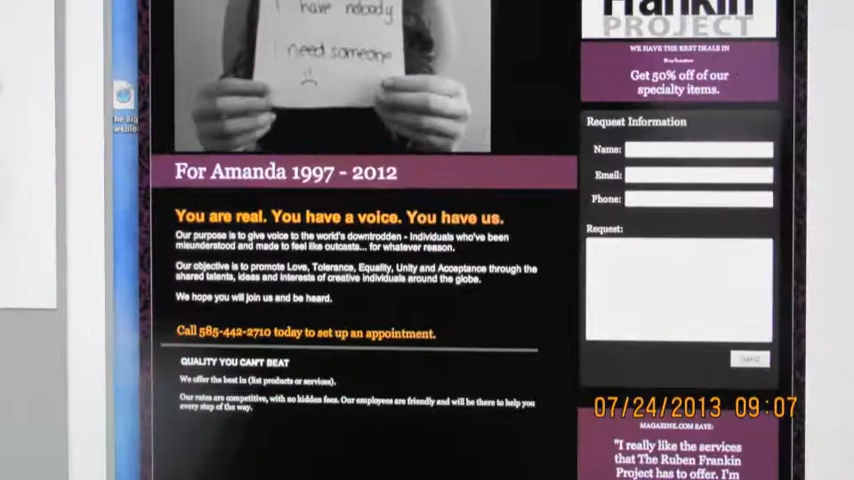 I have nobody
I need someone
:(
For Amanda 1997 - 2012
You are real. You have a voice. You have us.
Our purpose is to give voice to the world's downtrodden - Individuals who've been
misunderstood and made to feel like outcasts... for whatever reason.
Our objective is to promote Love, Tolerance, Equality, Unity and Acceptance through the
shared talents, ideas and interests of creative individuals around the globe.
We hope you will join us and be heard.
Call 585-442-2710 today to set up an appointment.
QUALITY YOU CAN'T BEAT
We offer the best in (list products or services).
Our rates are competitive, with no hidden fees. Our employees are friendly and will be there to help you
every step of the way.
Frankin
PROJECT
WE HAVE THE BEST DEALS IN
Get 50% off of our
specialty items.
Request Information
Name:
Email:
Phone:
Request:
Send
07/24/2013 09:07
MAGAZINE.COM SAYS:
"I really like the services
that The Ruben Frankin
Project has to offer. I'm